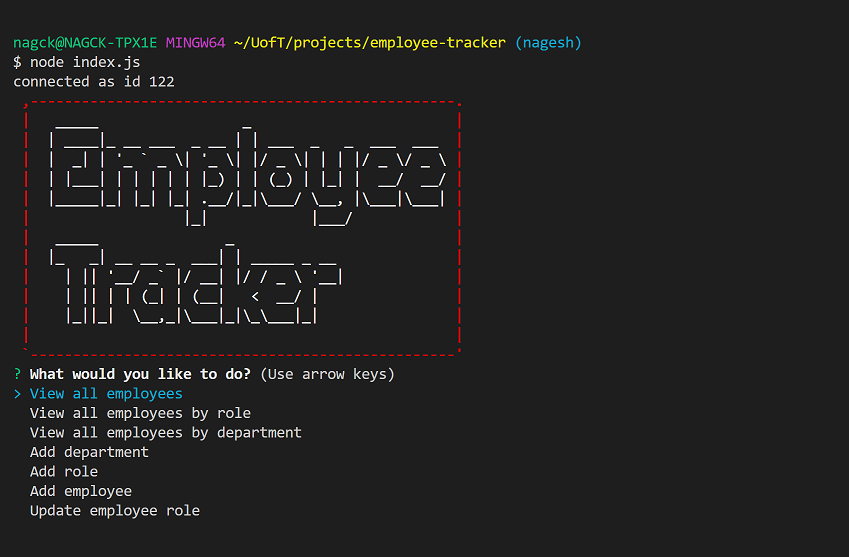 nagck@NAGCK-TPX1E MINGW64 ~/UofT/projects/employee-tracker (nagesh)
$ node index.js
connected as id 122
Employee
Tracker
? What would you like to do? (Use arrow keys)
> View all employees
View all employees by role
View all employees by department
Add department
Add role
Add employee
Update employee role